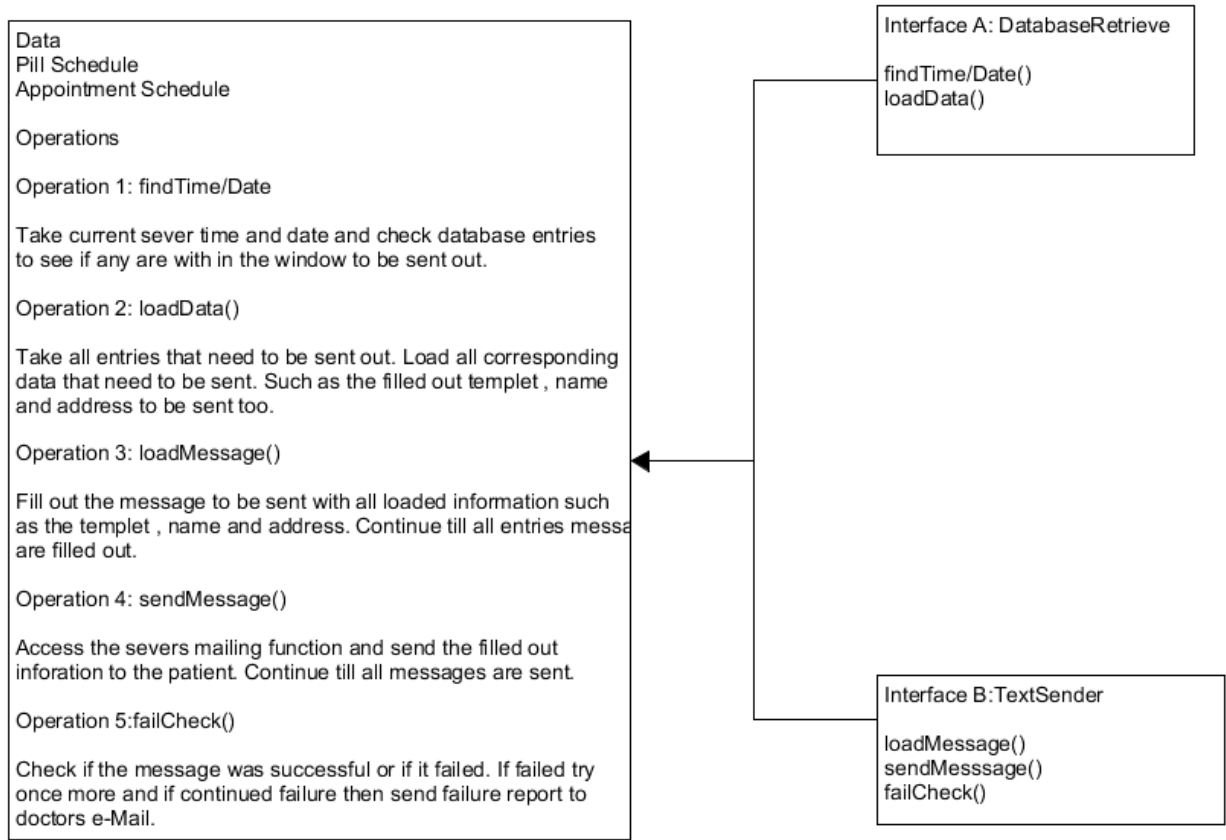 Data
Pill Schedule
Appointment Schedule
Operations
Operation 1: findTime/Date
Take current sever time and date and check database entries
to see if any are with in the window to be sent out.
Operation 2: loadData()
Take all entries that need to be sent out. Load all corresponding
data that need to be sent. Such as the filled out templet , name
and address to be sent too.
Operation 3: loadMessage()
Fill out the message to be sent with all loaded information such
as the templet , name and address. Continue till all entries messa
are filled out.
Operation 4: sendMessage()
Access the severs mailing function and send the filled out
inforation to the patient. Continue till all messages are sent.
Operation 5:failCheck()
Check if the message was successful or if it failed. If failed try
once more and if continued failure then send failure report to
doctors e-Mail.
Interface A: DatabaseRetrieve
findTime/Date()
loadData()
Interface B:TextSender
loadMessage()
sendMesssage()
failCheck()